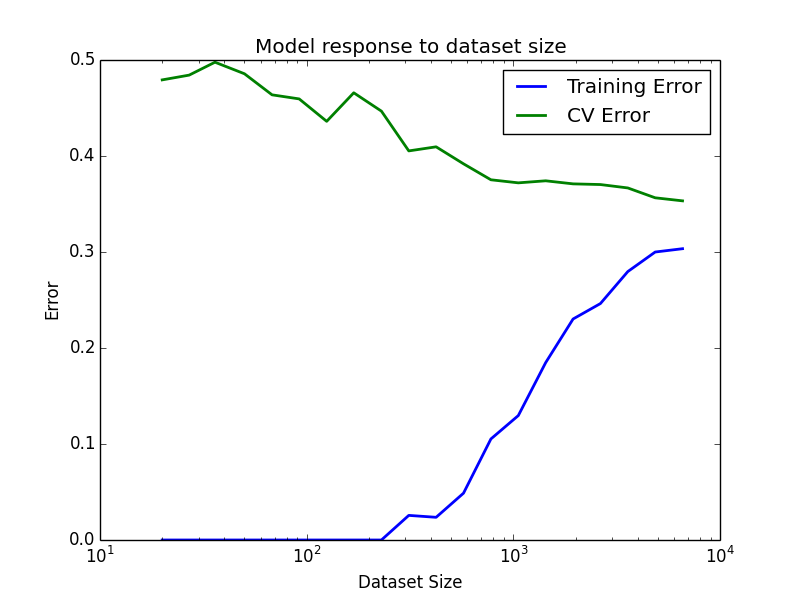 Model response to dataset size
Training Error
CV Error
0.5
0.4
0.3
0.2
0.1
0.0
Error
10¹
10²
10³
10⁴
Dataset Size